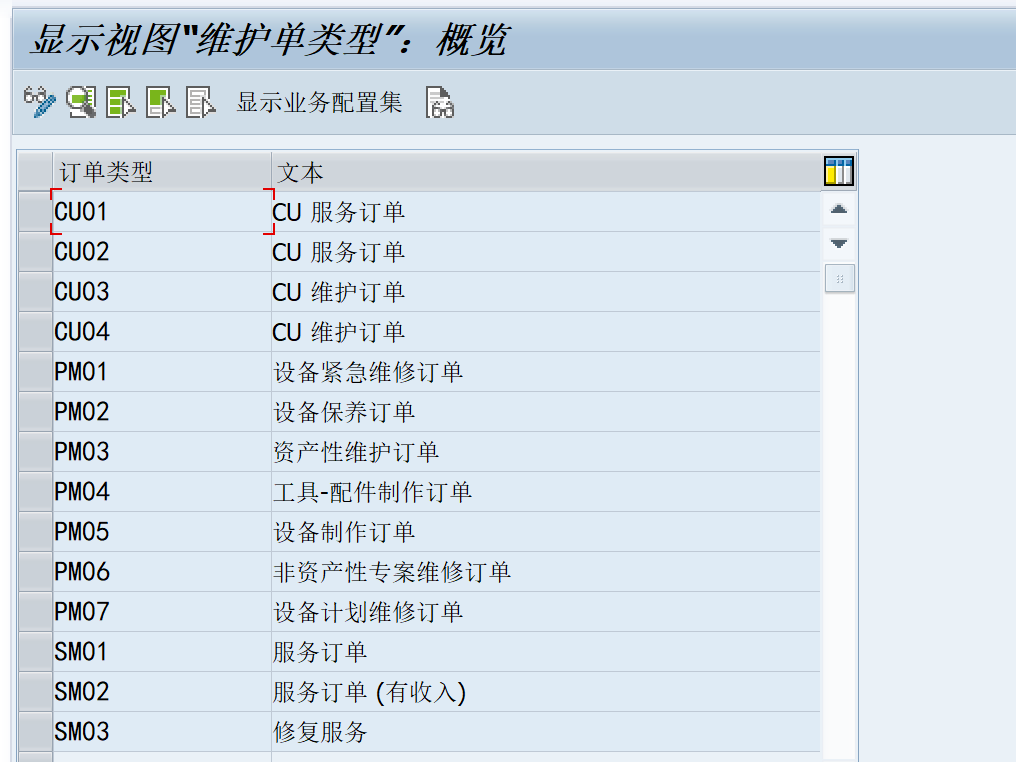 显示视图"维护单类型"：概览
显示业务配置集
订单类型 文本
CU01 CU 服务订单
CU02 CU 服务订单
CU03 CU 维护订单
CU04 CU 维护订单
PM01 设备紧急维修订单
PM02 设备保养订单
PM03 资产性维护订单
PM04 工具-配件制作订单
PM05 设备制作订单
PM06 非资产性专案维修订单
PM07 设备计划维修订单
SM01 服务订单
SM02 服务订单 (有收入)
SM03 修复服务